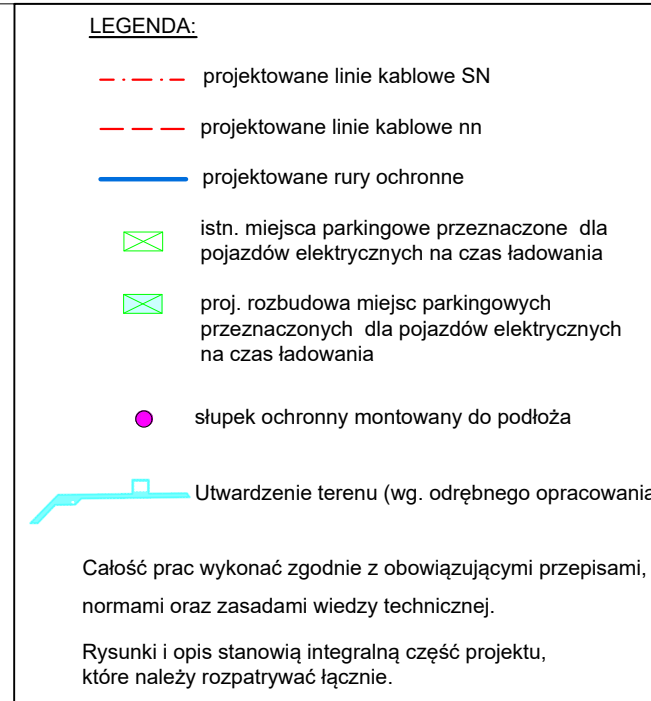 LEGENDA:
projektowane linie kablowe SN
projektowane linie kablowe nn
projektowane rury ochronne
istn. miejsca parkingowe przeznaczone dla
pojazdów elektrycznych na czas ładowania
proj. rozbudowa miejsc parkingowych
przeznaczonych dla pojazdów elektrycznych
na czas ładowania
słupek ochronny montowany do podłoża
Utwardzenie terenu (wg. odrębnego opracowania
Całość prac wykonać zgodnie z obowiązującymi przepisami,
normami oraz zasadami wiedzy technicznej.
Rysunki i opis stanowią integralną część projektu,
które należy rozpatrywać łącznie.